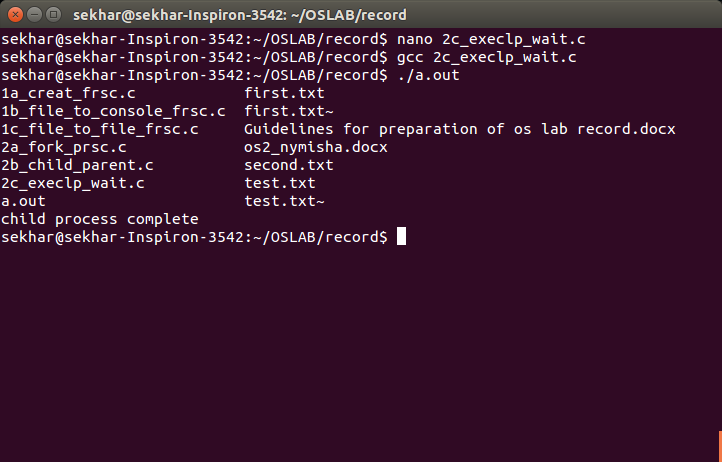 sekhar@sekhar-Inspiron-3542: ~/OSLAB/record
sekhar@sekhar-Inspiron-3542:~/OSLAB/record$ nano 2c_execlp_wait.c
sekhar@sekhar-Inspiron-3542:~/OSLAB/record$ gcc 2c_execlp_wait.c
sekhar@sekhar-Inspiron-3542:~/OSLAB/record$ ./a.out
1a_creat_frsc.c            first.txt
1b_file_to_console_frsc.c  first.txt~
1c_file_to_file_frsc.c     Guidelines for preparation of os lab record.docx
2a_fork_prsc.c             os2_nymisha.docx
2b_child_parent.c          second.txt
2c_execlp_wait.c           test.txt
a.out                      test.txt~
child process complete
sekhar@sekhar-Inspiron-3542:~/OSLAB/record$